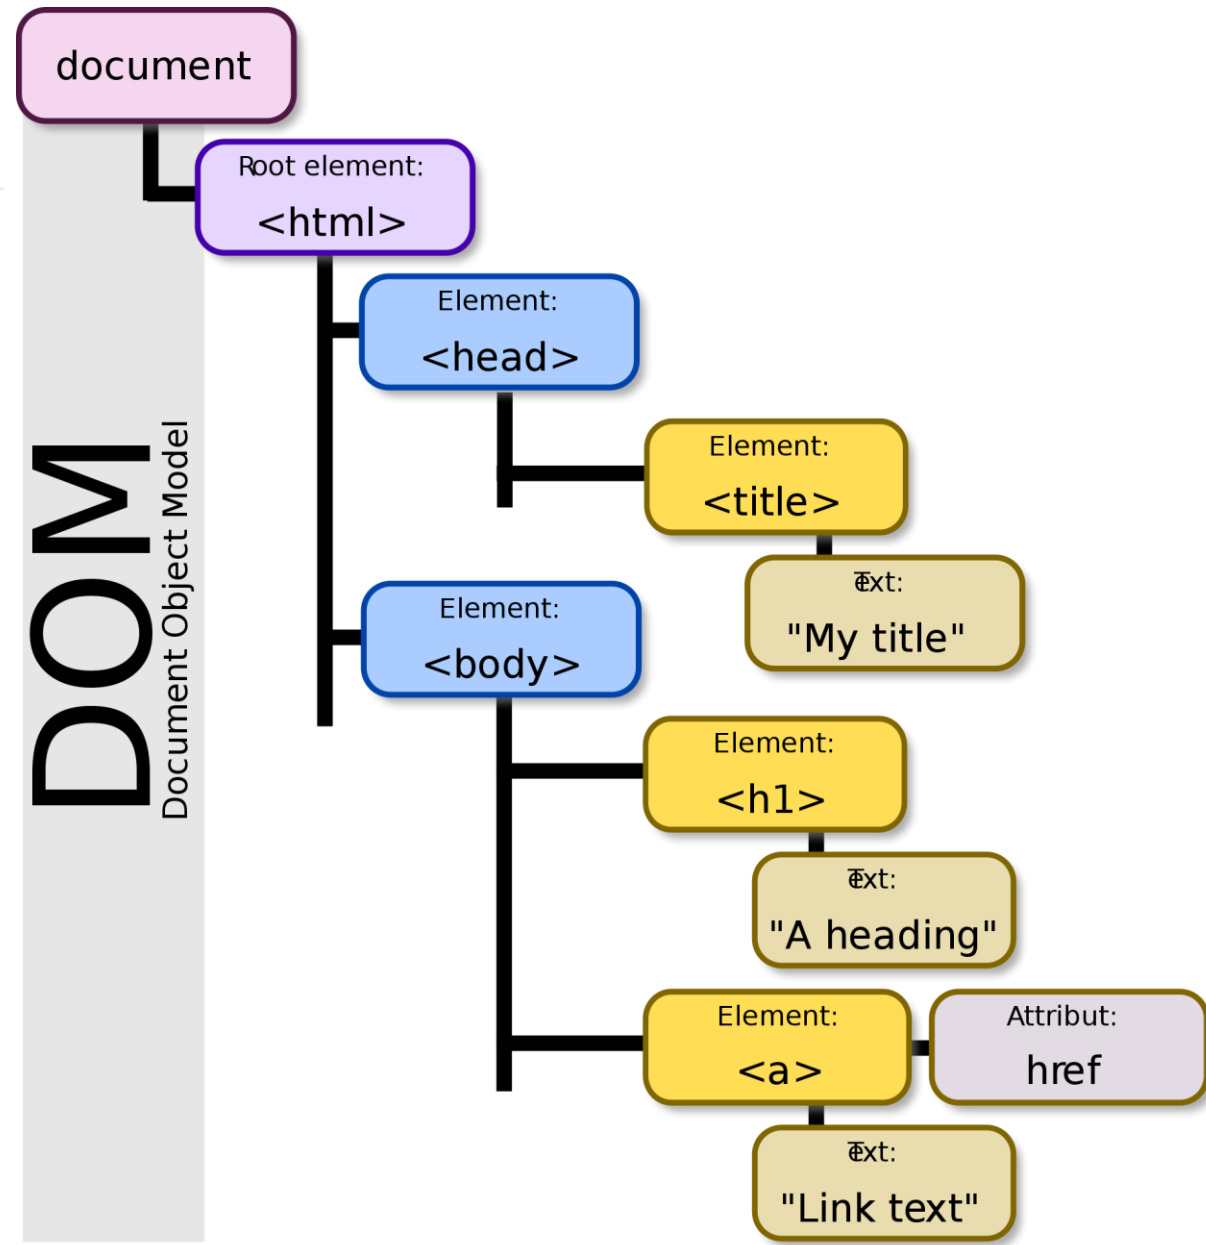 document
Root element:
<html>
Element:
<head>
Element:
<title>
Text:
"My title"
Element:
<body>
Element:
<h1>
Text:
"A heading"
Element:
<a>
Attribut:
href
Text:
"Link text"
DOM
Document Object Model